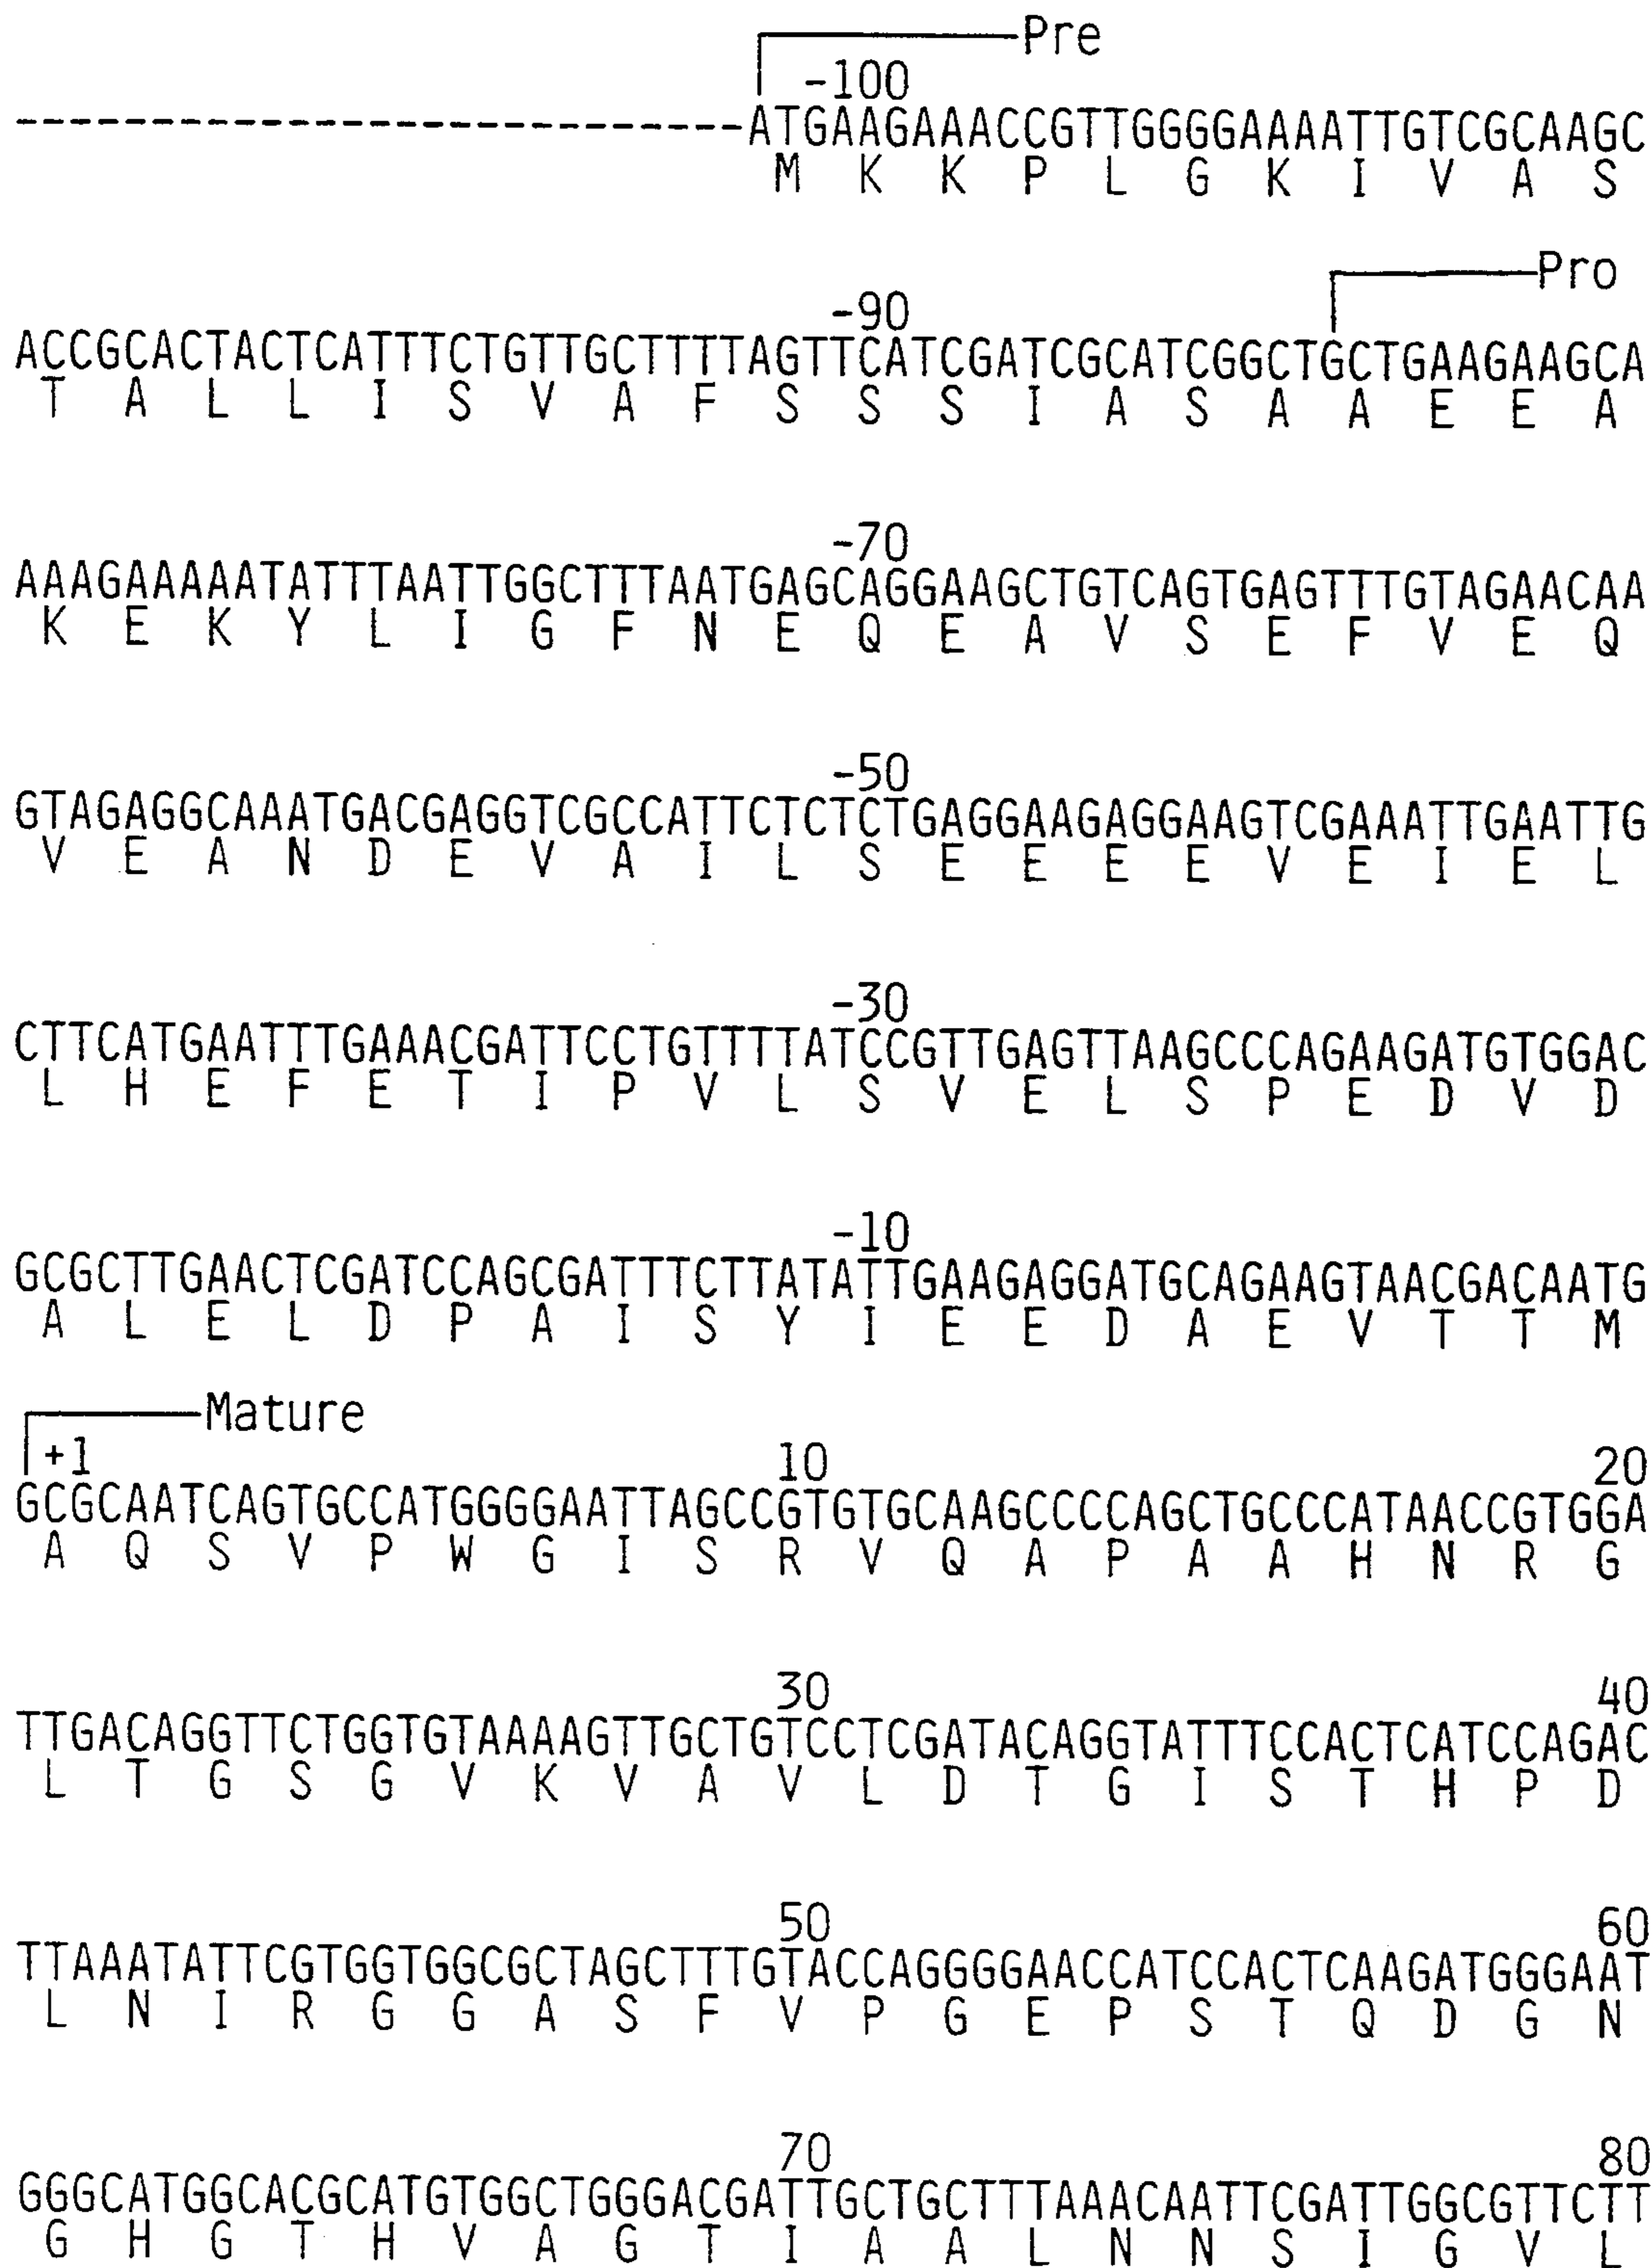 Pre
-100
------------------------ATGAAGAAACCGTTGGGGAAAATTGTCGCAAGC
M K K P L G K I V A S
Pro
-90
ACCGCACTACTCATTTCTGTTGCTTTTAGTTCATCGATCGCATCGGCTGCTGAAGAAGCA
T A L L I S V A F S S S I A S A A E E A
-70
AAAGAAAAATATTTAATTGGCTTTAATGAGCAGGAAGCTGTCAGTGAGTTTGTAGAACAA
K E K Y L I G F N E Q E A V S E F V E Q
-50
GTAGAGGCAAATGACGAGGTCGCCATTCTCTCTGAGGAAGAGGAAGTCGAAATTGAATTG
V E A N D E V A I L S E E E E V E I E L
-30
CTTCATGAATTTGAAACGATTCCTGTTTTATCCGTTGAGTTAAGCCCAGAAGATGTGGAC
L H E F E T I P V L S V E L S P E D V D
-10
GCGCTTGAACTCGATCCAGCGATTTCTTATATTGAAGAGGATGCAGAAGTAACGACAATG
A L E L D P A I S Y I E E D A E V T T M
Mature
+1 10 20
GCGCAATCAGTGCCATGGGGAATTAGCCGTGTGCAAGCCCCAGCTGCCCATAACCGTGGA
A Q S V P W G I S R V Q A P A A H N R G
30 40
TTGACAGGTTCTGGTGTAAAAGTTGCTGTCCTCGATACAGGTATTTCCACTCATCCAGAC
L T G S G V K V A V L D T G I S T H P D
50 60
TTAAATATTCGTGGTGGCGCTAGCTTTGTACCAGGGGAACCATCCACTCAAGATGGGAAT
L N I R G G A S F V P G E P S T Q D G N
70 80
GGGCATGGCACGCATGTGGCTGGGACGATTGCTGCTTTAAACAATTCGATTGGCGTTCTT
G H G T H V A G T I A A L N N S I G V L